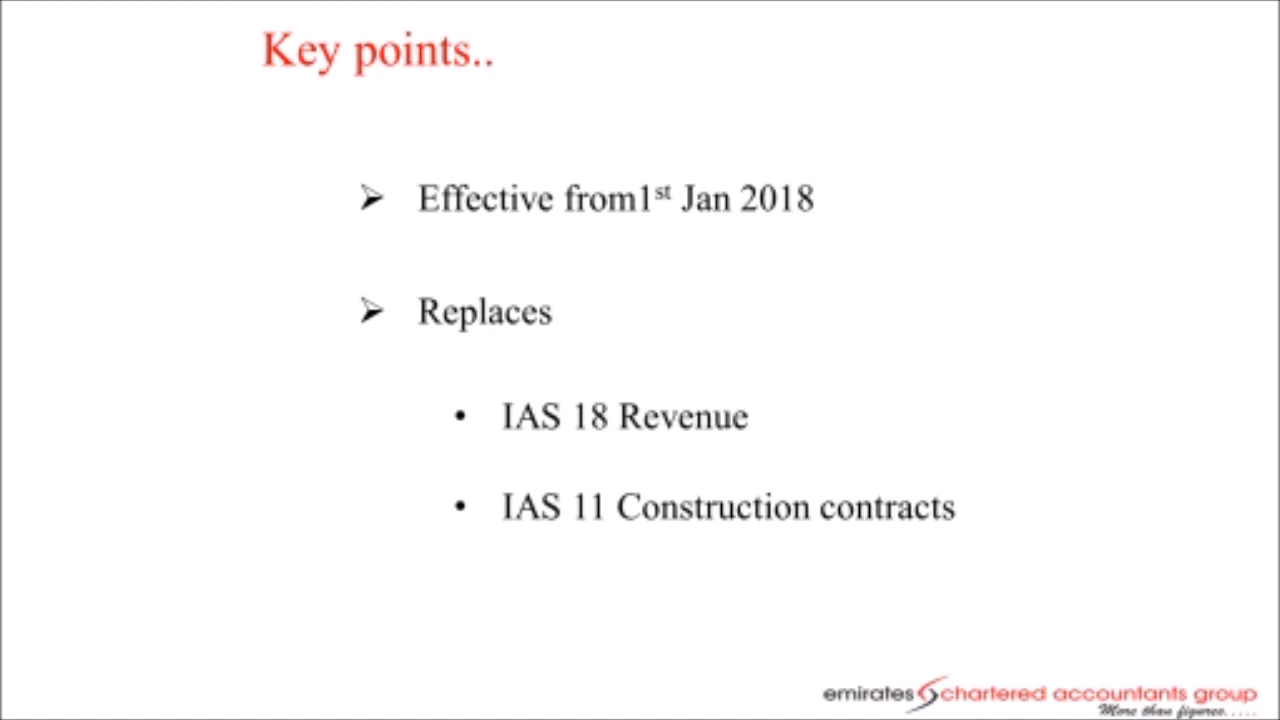 Key points..
➢ Effective from1st Jan 2018
➢ Replaces
• IAS 18 Revenue
• IAS 11 Construction contracts
emirates chartered accountants group
More than figures.....